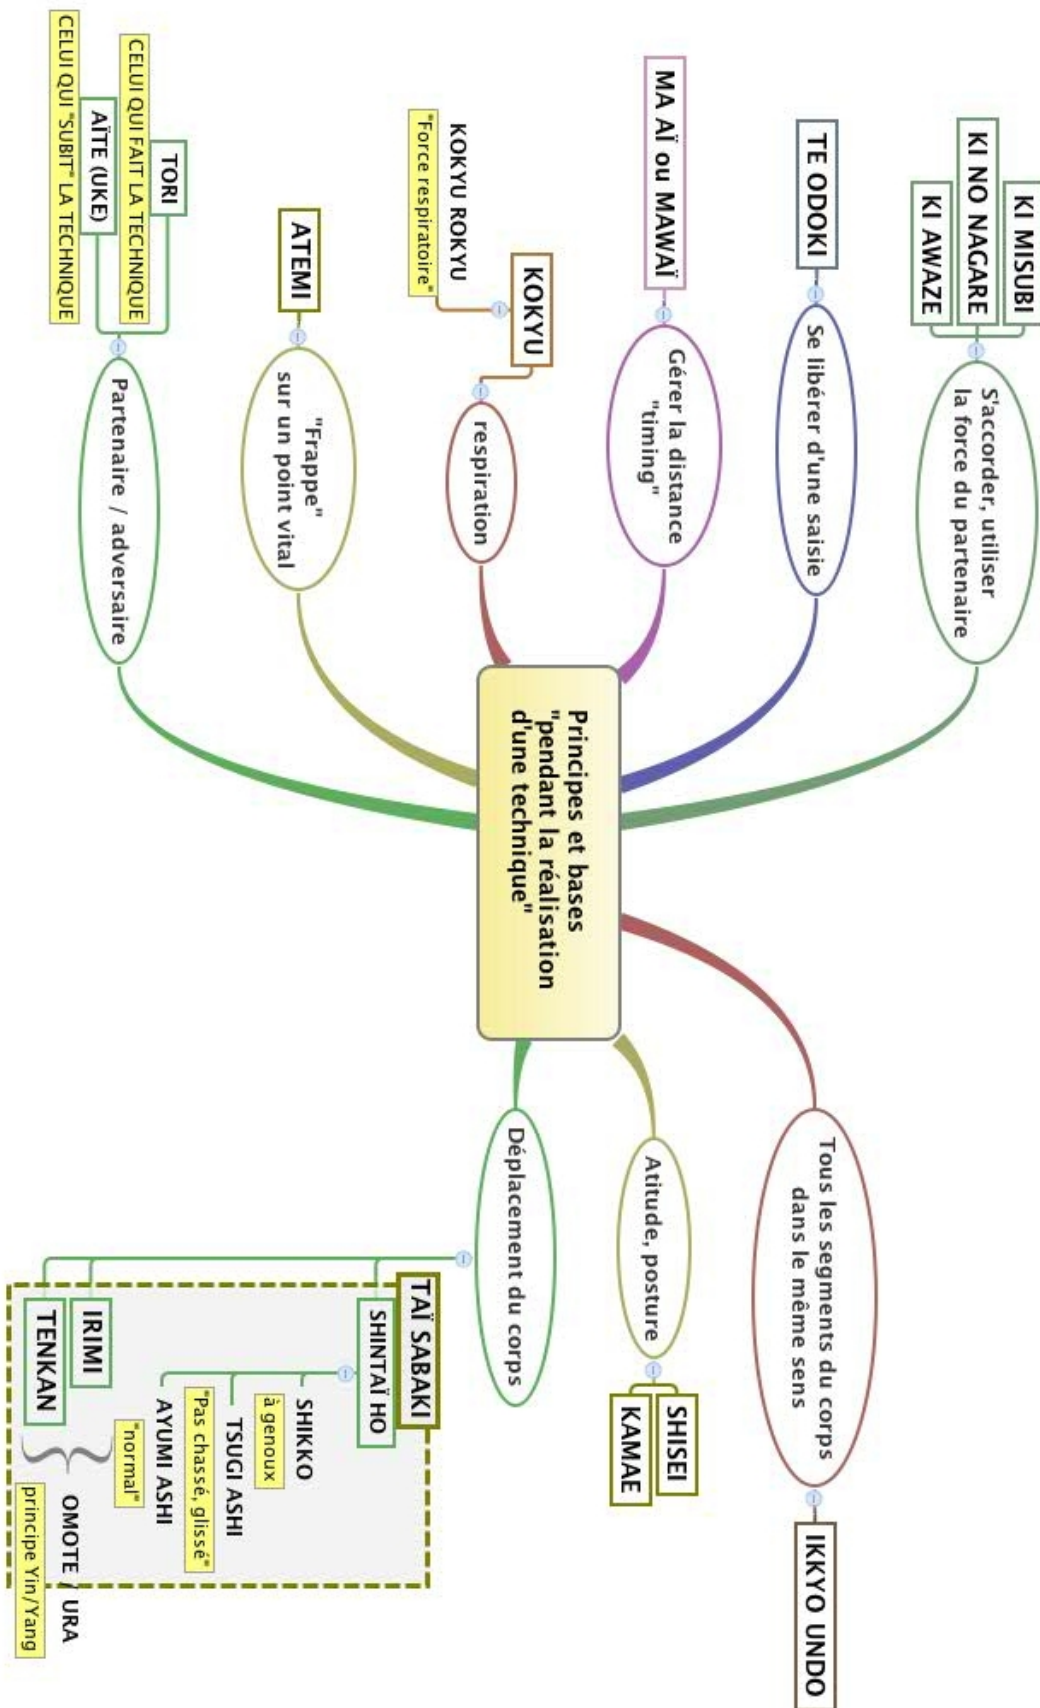 KI MISUBI
KI NO NAGARE
KI AWAZE
S'accorder, utiliser
la force du partenaire
TE ODOKI
Se libérer d'une saisie
MA AÏ ou MAWAÏ
Gérer la distance
"timing"
KOKYU
KOKYU ROKYU
"Force respiratoire"
respiration
ATEMI
"Frappe"
sur un point vital
TORI
CELUI QUI FAIT LA TECHNIQUE
AÏTE (UKE)
CELUI QUI "SUBIT" LA TECHNIQUE
Partenaire / adversaire
Principes et bases
"pendant la réalisation
d'une technique"
Tous les segments du corps
dans le même sens
IKKYO UNDO
Atitude, posture
SHISEI
KAMAE
Déplacement du corps
TAÏ SABAKI
SHINTAÏ HO
SHIKKO
à genoux
TSUGI ASHI
"Pas chassé, glissé"
AYUMI ASHI
"normal"
IRIMI
TENKAN
OMOTE / URA
principe Yin/Yang